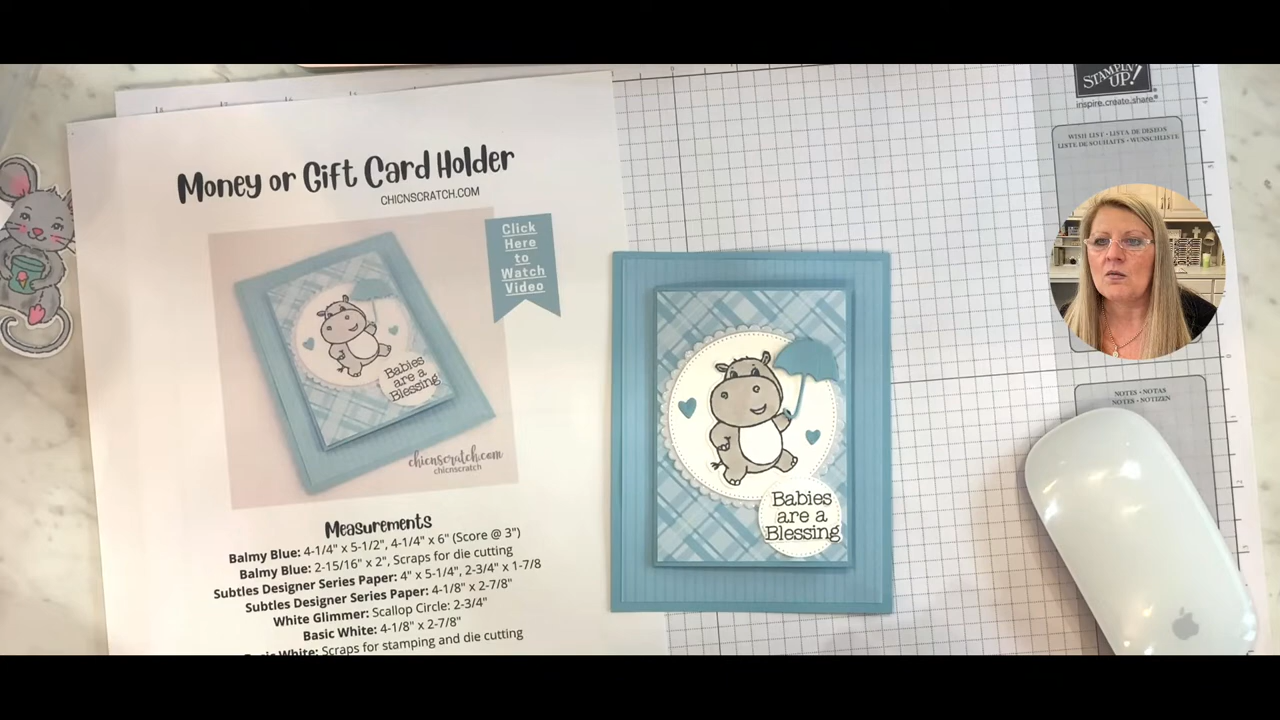 Money or Gift Card Holder
CHICNSCRATCH.COM
Click
Here
to
Watch
Video
Babies
are a
Blessing
chicnscratch.com
chicnscratch
Measurements
Balmy Blue: 4-1/4" x 5-1/2", 4-1/4" x 6" (Score @ 3")
Balmy Blue: 2-15/16" x 2", Scraps for die cutting
Subtles Designer Series Paper: 4" x 5-1/4", 2-3/4" x 1-7/8
Subtles Designer Series Paper: 4-1/8" x 2-7/8"
White Glimmer: Scallop Circle: 2-3/4"
Basic White: 4-1/8" x 2-7/8"
Basic White: Scraps for stamping and die cutting
Babies
are a
Blessing
STAMPIN' UP!
inspire.create.share.®
WISH LIST • LISTA DE DESEOS
LISTE DE SOUHAITS • WUNSCHLISTE
NOTES • NOTAS
NOTES • NOTIZEN